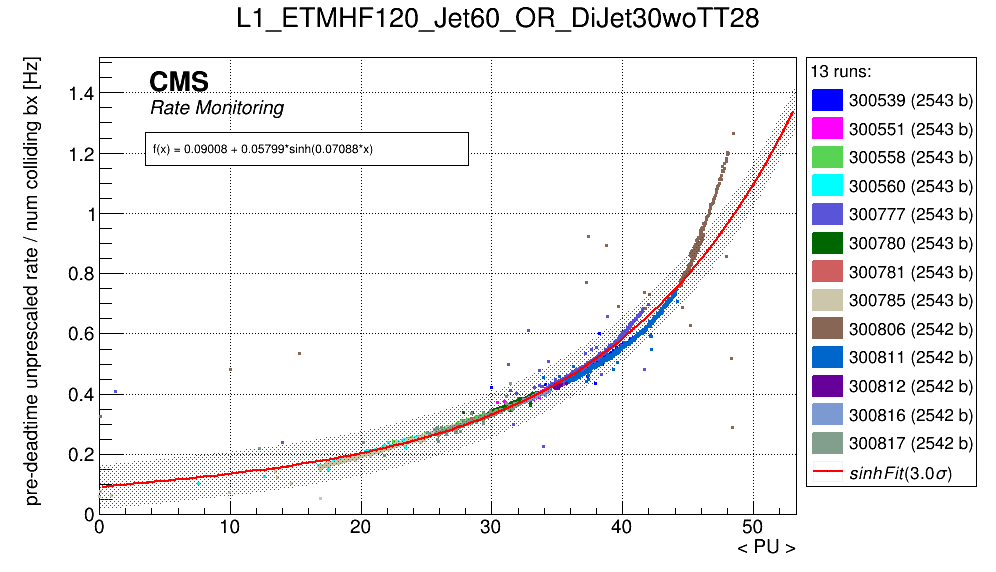 L1_ETMHF120_Jet60_OR_DiJet30woTT28
pre-deadtime unprescaled rate / num colliding bx [Hz]
CMS
Rate Monitoring
f(x) = 0.09008 + 0.05799*sinh(0.07088*x)
1.4
1.2
1
0.8
0.6
0.4
0.2
0
0 10 20 30 40 50
< PU >
13 runs:
300539 (2543 b)
300551 (2543 b)
300558 (2543 b)
300560 (2543 b)
300777 (2543 b)
300780 (2543 b)
300781 (2543 b)
300785 (2543 b)
300806 (2542 b)
300811 (2542 b)
300812 (2542 b)
300816 (2542 b)
300817 (2542 b)
sinhFit(3.0σ)